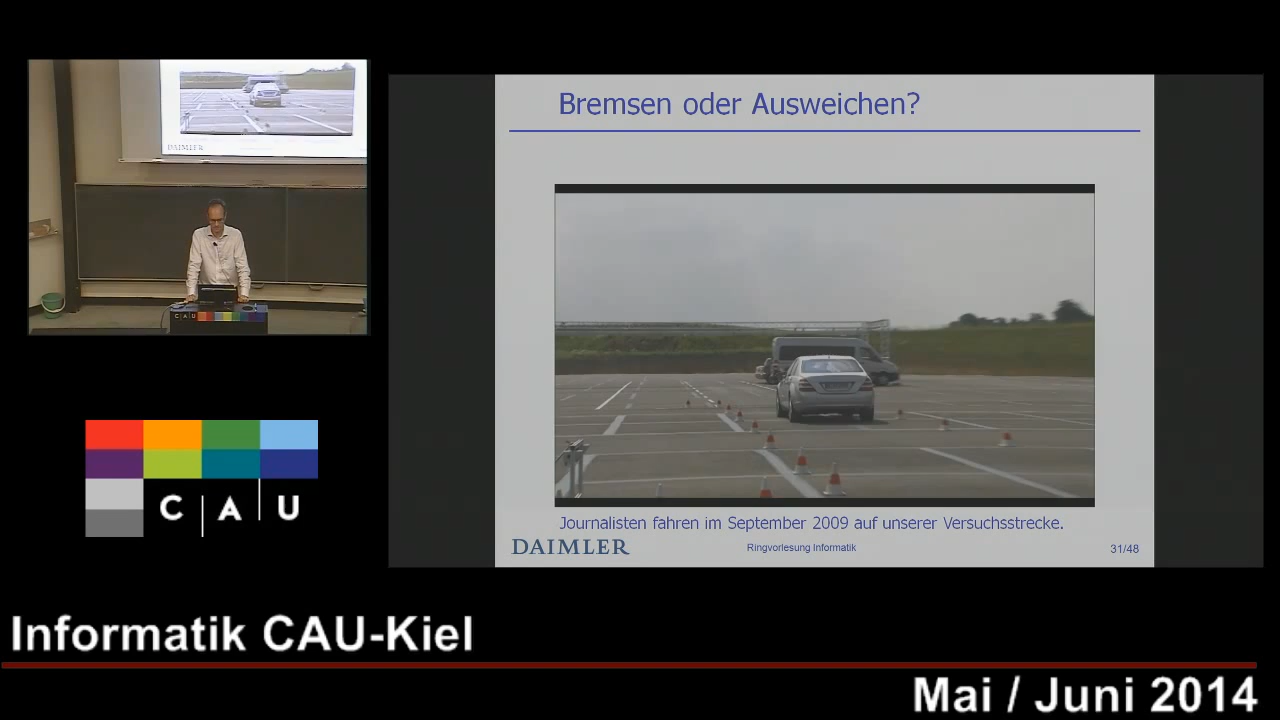 DAIMLER
C A U
Bremsen oder Ausweichen?
Journalisten fahren im September 2009 auf unserer Versuchsstrecke.
DAIMLER
Ringvorlesung Informatik
31/48
C A U
Informatik CAU-Kiel
Mai / Juni 2014